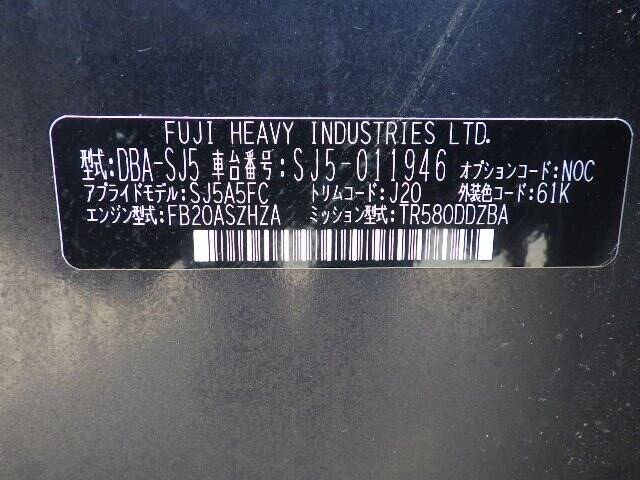 FUJI HEAVY INDUSTRIES LTD.
型式:DBA-SJ5 車台番号:SJ5-011946 オプションコード:NOC
アプライドモデル:SJ5A5FC トリムコード:J20 外装色コード:61K
エンジン型式:FB20ASZHZA ミッション型式:TR580DDZBA